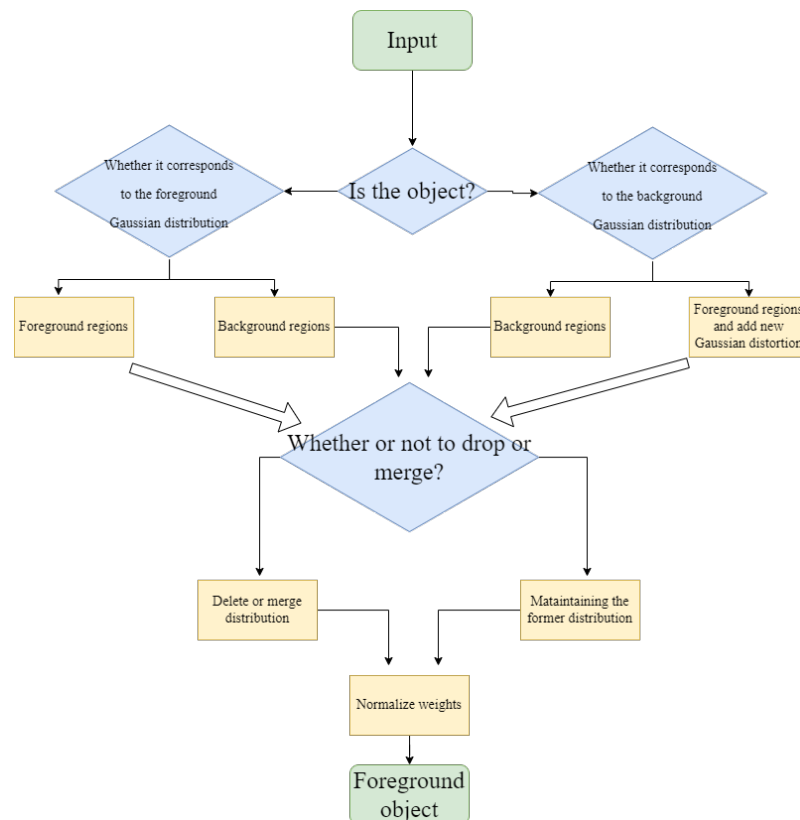 Input
Whether it corresponds
to the foreground
Gaussian distribution
Is the object?
Whether it corresponds
to the background
Gaussian distribution
Foreground regions
Background regions
Background regions
Foreground regions
and add new
Gaussian distortion
Whether or not to drop or
merge?
Delete or merge
distribution
Mataintaining the
former distribution
Normalize weights
Foreground
object